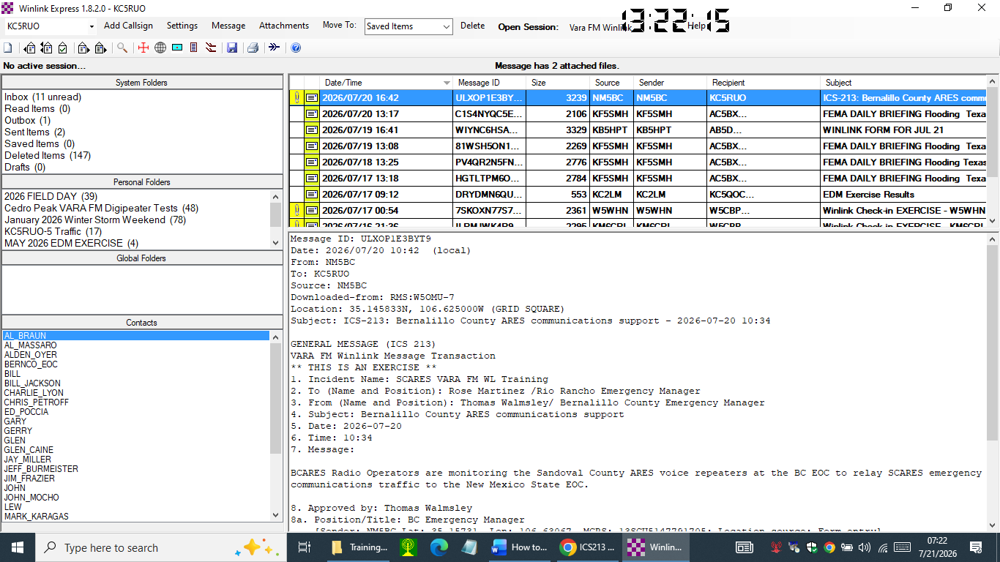 Winlink Express 1.8.2.0 - KC5RUO
KC5RUO Add Callsign Settings Message Attachments Move To: Saved Items Delete Open Session: Vara FM Winlink Help
13:22:15
No active session... Message has 2 attached files.
System Folders
Inbox (11 unread)
Read Items (0)
Outbox (1)
Sent Items (2)
Saved Items (0)
Deleted Items (147)
Drafts (0)
Personal Folders
2026 FIELD DAY (39)
Cedro Peak VARA FM Digipeater Tests (48)
January 2026 Winter Storm Weekend (78)
KC5RUO-5 Traffic (17)
MAY 2026 EDM EXERCISE (4)
Global Folders
Contacts
AL_BRAUN
AL_MASSARO
ALDEN_OYER
BERNCO_EOC
BILL
BILL_JACKSON
CHARLIE_LYON
CHRIS_PETROFF
ED_POCCIA
GARY
GERRY
GLEN
GLEN_CAINE
JAY_MILLER
JEFF_BURMEISTER
JIM_FRAZIER
JOHN
JOHN_MOCHO
LEW
MARK_KARAGAS
Date/Time Message ID Size Source Sender Recipient Subject
2026/07/20 16:42 ULXOP1E3BY... 3239 NM5BC NM5BC KC5RUO ICS-213: Bernalillo County ARES comm
2026/07/20 13:17 C1S4NYQC5E... 2106 KF5SMH KF5SMH AC5BX... FEMA DAILY BRIEFING Flooding Texa
2026/07/19 16:41 WIYNC6HSA... 3329 KB5HPT KB5HPT AB5D... WINLINK FORM FOR JUL 21
2026/07/19 13:08 81WSH5ON1... 2269 KF5SMH KF5SMH AC5BX... FEMA DAILY BRIEFING Flooding Texa
2026/07/18 13:25 PV4QR2N5FN... 2776 KF5SMH KF5SMH AC5BX... FEMA DAILY BRIEFING Flooding Texas
2026/07/17 13:18 HGTLTPM6O... 2784 KF5SMH KF5SMH AC5BX... FEMA DAILY BRIEFING Flooding Texa
2026/07/17 09:12 DRYDMN6QU... 553 KC2LM KC2LM KC5QOC... EDM Exercise Results
2026/07/17 00:54 7SKOXN77S7... 2361 W5WHN W5WHN W5CBP... Winlink Check-in EXERCISE - W5WHN
2026/07/16 21:36 2295 KM6CRL KM6CRL W5CBP... Winlink Check-in EXERCISE - KM6CRL
Message ID: ULXOP1E3BYT9
Date: 2026/07/20 10:42 (local)
From: NM5BC
To: KC5RUO
Source: NM5BC
Downloaded-from: RMS:W5OMU-7
Location: 35.145833N, 106.625000W (GRID SQUARE)
Subject: ICS-213: Bernalillo County ARES communications support - 2026-07-20 10:34
GENERAL MESSAGE (ICS 213)
VARA FM Winlink Message Transaction
** THIS IS AN EXERCISE **
1. Incident Name: SCARES VARA FM WL Training
2. To (Name and Position): Rose Martinez /Rio Rancho Emergency Manager
3. From (Name and Position): Thomas Walmsley/ Bernalillo County Emergency Manager
4. Subject: Bernalillo County ARES communications support
5. Date: 2026-07-20
6. Time: 10:34
7. Message:
BCARES Radio Operators are monitoring the Sandoval County ARES voice repeaters at the BC EOC to relay SCARES emergency
communications traffic to the New Mexico State EOC.
8. Approved by: Thomas Walmsley
8a. Position/Title: BC Emergency Manager
[Sender: NM5BC Lat: 35.15731, Lon: Location source: Form entry]
Type here to search Training... How to... ICS213 ... Winlin... 07:22
7/21/2026